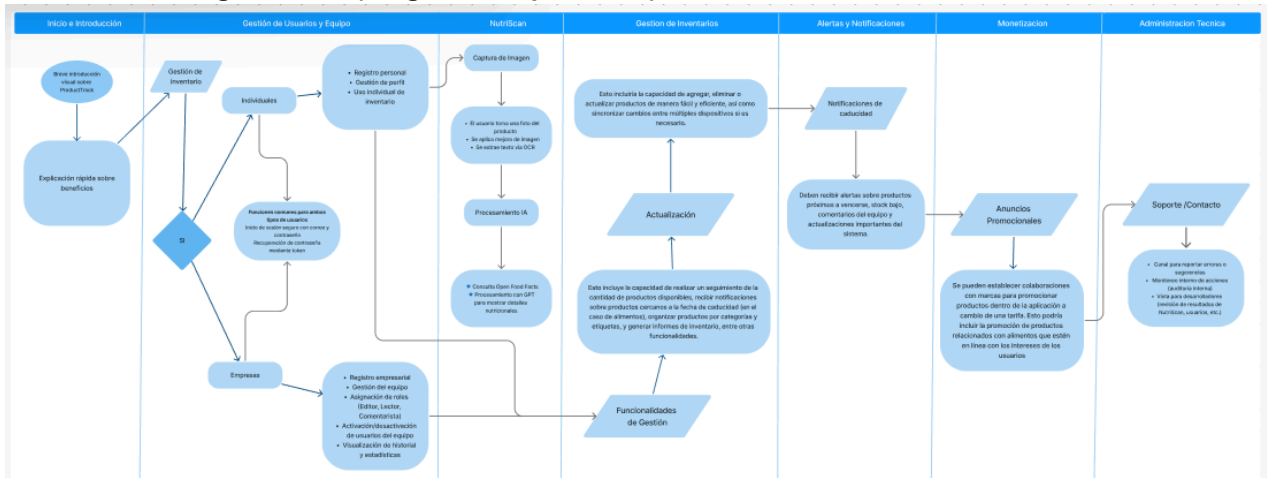 Inicio e Introducción
Gestión de Usuarios y Equipo
NutriScan
Gestion de Inventarios
Alertas y Notificaciones
Monetizacion
Administracion Tecnica
Breve introducción
visual sobre
ProductTrack
Explicación rápida sobre
beneficios
Gestión de
Inventario
SI
Individuales
Funciones comunes para ambos
tipos de usuarios
Inicio de sesión seguro con correo y
contraseña
Recuperación de contraseña
mediante token
Empresas
• Registro personal
• Gestión de perfil
• Uso individual de
inventario
• Registro empresarial
• Gestión del equipo
• Asignación de roles
(Editor, Lector,
Comentarista)
• Activación/desactivación
de usuarios del equipo
• Visualización de historial
y estadísticas
Captura de Imagen
• El usuario toma una foto del
producto
• Se aplica mejora de imagen
• Se extrae texto vía OCR
Procesamiento IA
Consulta Open Food Facts
Procesamiento con GPT
para mostrar detalles
nutricionales
Esto incluiría la capacidad de agregar, eliminar o
actualizar productos de manera fácil y eficiente, así como
sincronizar cambios entre múltiples dispositivos si es
necesario.
Actualización
Esto incluye la capacidad de realizar un seguimiento de la
cantidad de productos disponibles, recibir notificaciones
sobre productos cercanos a la fecha de caducidad (en el
caso de alimentos), organizar productos por categorías y
etiquetas, y generar informes de inventario, entre otras
funcionalidades.
Funcionalidades
de Gestión
Notificaciones de
caducidad
Deben recibir alertas sobre productos
próximos a vencerse, stock bajo,
comentarios del equipo y
actualizaciones importantes del
sistema.
Anuncios
Promocionales
Se pueden establecer colaboraciones
con marcas para promocionar
productos dentro de la aplicación a
cambio de una tarifa. Esto podría
incluir la promoción de productos
relacionados con alimentos que estén
en línea con los intereses de los
usuarios
Soporte /Contacto
• Canal para reportar errores o
sugerencias
• Monitoreo interno de acciones
(auditoría interna)
• Vista para desarrolladores
(revisión de resultados de
NutriScan, usuarios, etc.)